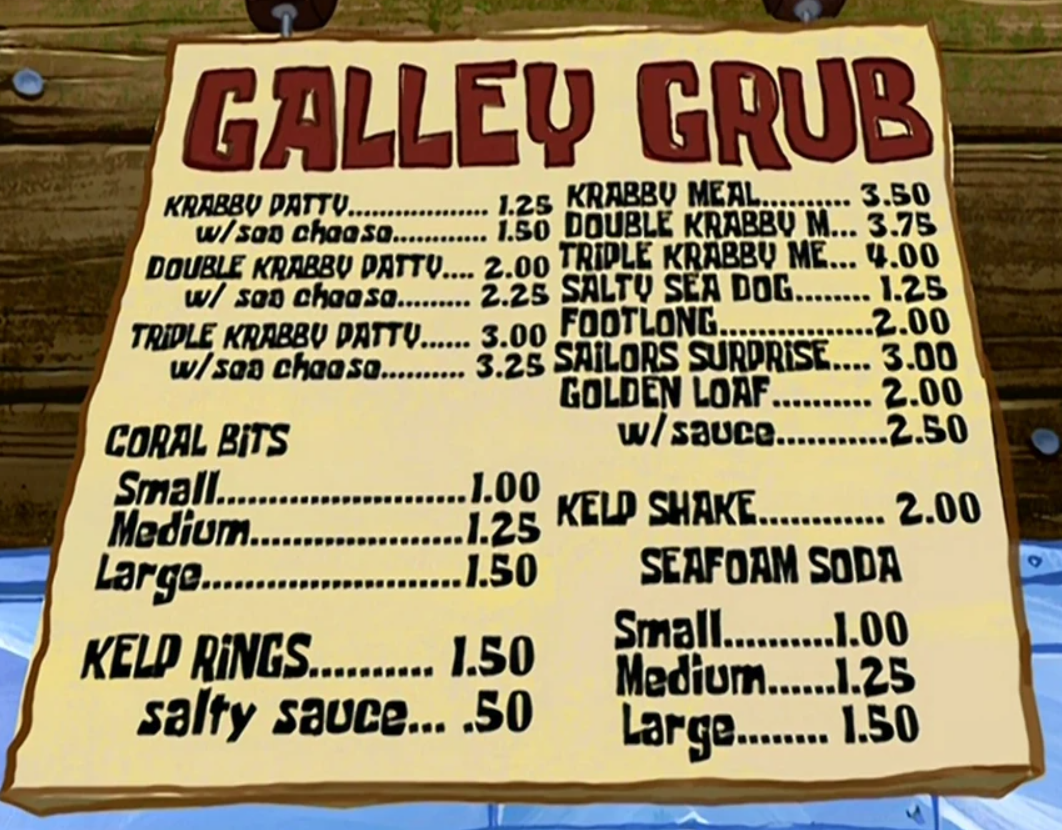 GALLEY GRUB
KRABBY PATTY................... 1.25
w/sea cheese............ 1.50
DOUBLE KRABBY PATTY.... 2.00
w/ sea cheese......... 2.25
TRIPLE KRABBY PATTY...... 3.00
w/sea cheese.......... 3.25
CORAL BITS
Small.........................1.00
Medium......................1.25
Large..........................1.50
KELP RINGS.......... 1.50
salty sauce... .50
KRABBY MEAL.......... 3.50
DOUBLE KRABBY M... 3.75
TRIPLE KRABBY ME... 4.00
SALTY SEA DOG........ 1.25
FOOTLONG................2.00
SAILORS SURPRISE.... 3.00
GOLDEN LOAF.......... 2.00
w/sauce............2.50
KELP SHAKE............ 2.00
SEAFOAM SODA
Small..........1.00
Medium......1.25
Large........ 1.50